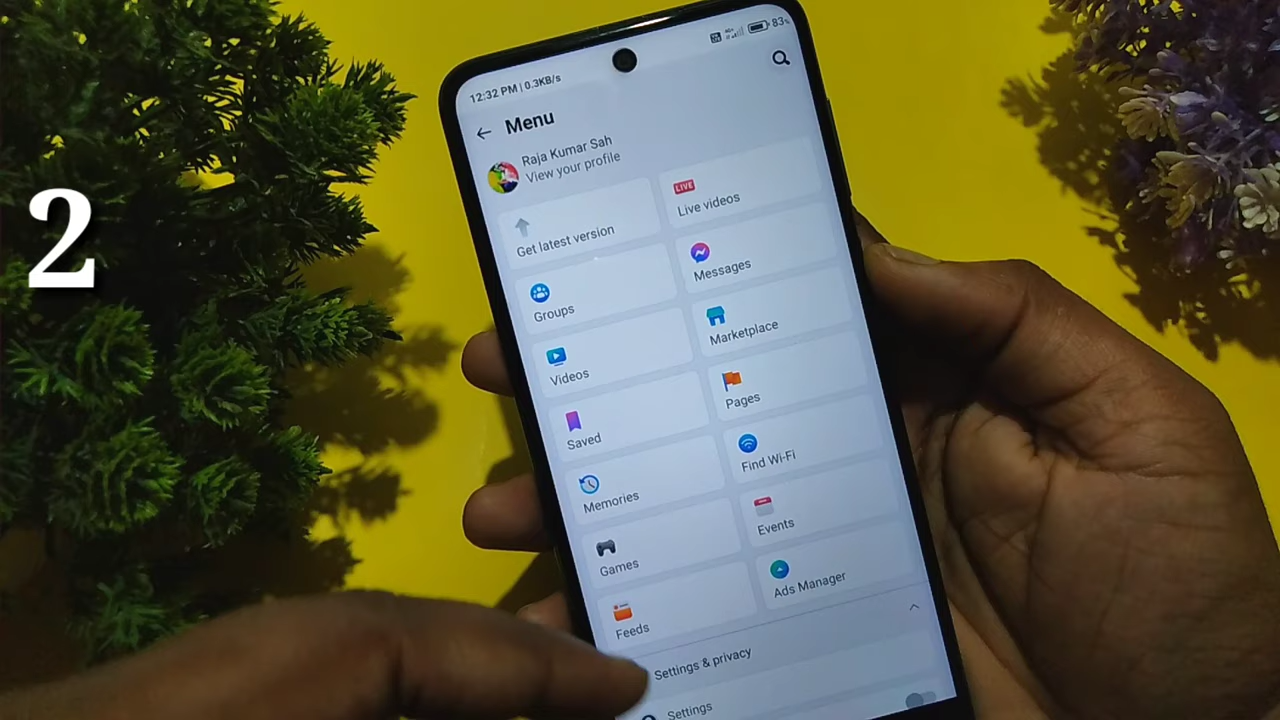 2
12:32 PM | 0.3KB/s
83%
Menu
Raja Kumar Sah
View your profile
Get latest version
LIVE
Live videos
Groups
Messages
Videos
Marketplace
Saved
Pages
Memories
Find Wi-Fi
Games
Events
Feeds
Ads Manager
Settings & privacy
Settings